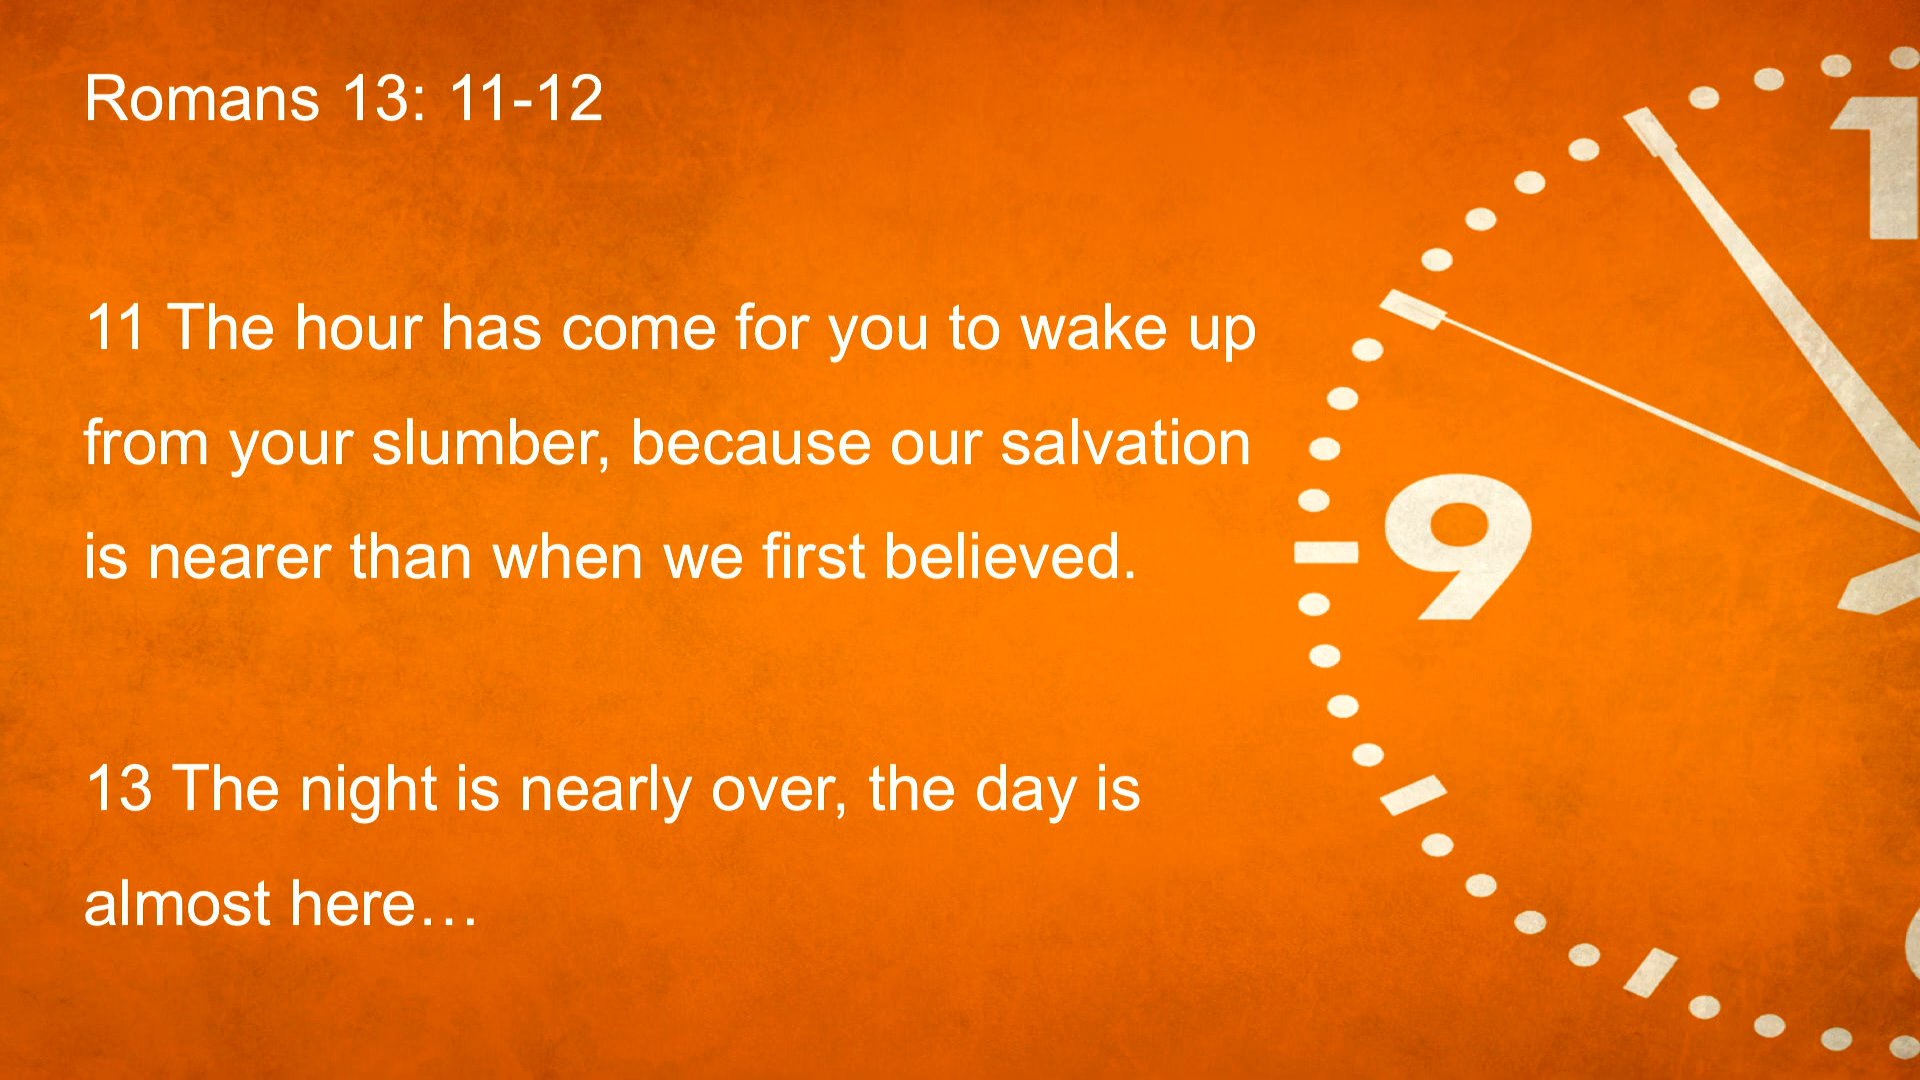 Romans 13: 11-12
11 The hour has come for you to wake up
from your slumber, because our salvation
is nearer than when we first believed.
13 The night is nearly over, the day is
almost here…
1
9